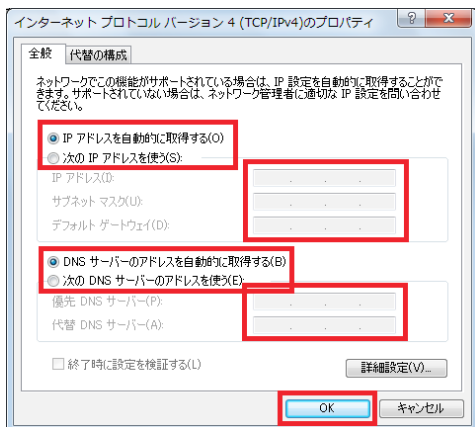 インターネット プロトコル バージョン 4 (TCP/IPv4)のプロパティ
全般 代替の構成
ネットワークでこの機能がサポートされている場合は、IP 設定を自動的に取得することがで
きます。サポートされていない場合は、ネットワーク管理者に適切な IP 設定を問い合わせ
てください。
IP アドレスを自動的に取得する(O)
次の IP アドレスを使う(S):
IP アドレス(I):
サブネット マスク(U):
デフォルト ゲートウェイ(D):
DNS サーバーのアドレスを自動的に取得する(B)
次の DNS サーバーのアドレスを使う(E):
優先 DNS サーバー(P):
代替 DNS サーバー(A):
終了時に設定を検証する(L)
詳細設定(V)...
OK キャンセル